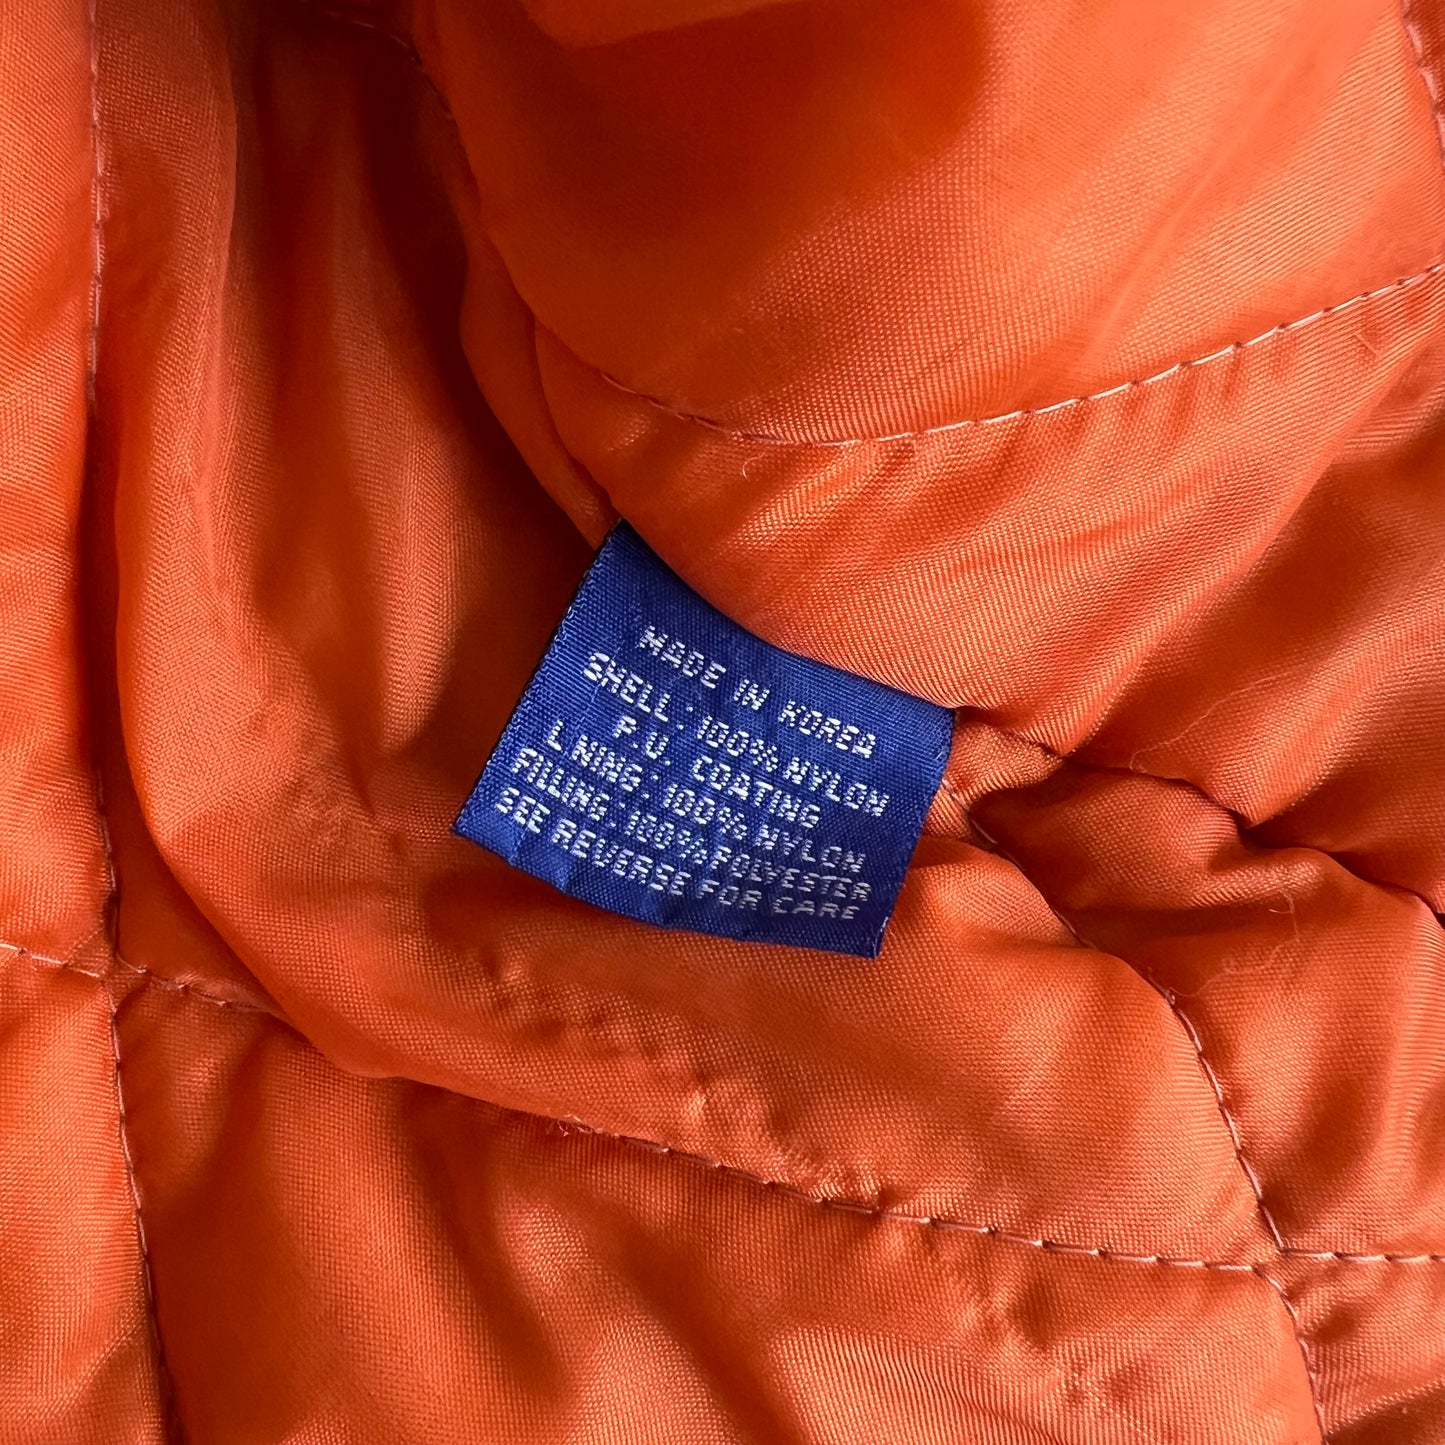 MADE IN KOREA
SHELL: 100% NYLON
P.U. COATING
L NING: 100% NYLON
FILLING: 100% POLYESTER
SEE REVERSE FOR CARE